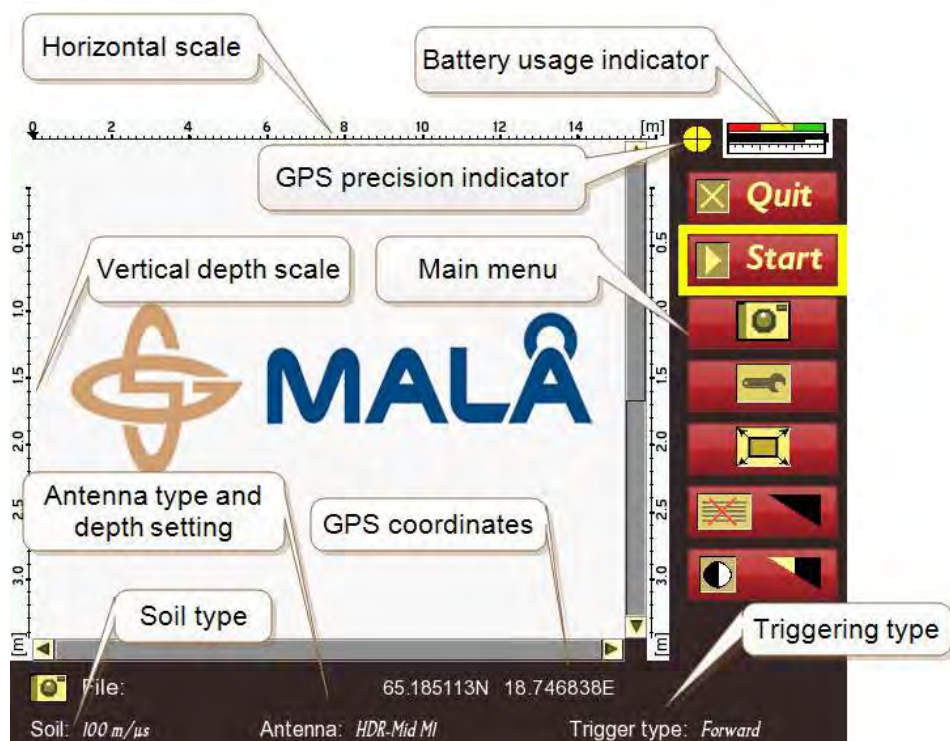 Horizontal scale
Battery usage indicator
0 2 4 6 8 10 12 14 [m]
GPS precision indicator
Quit
0.5 0.5
Vertical depth scale
Main menu
Start
1.0 1.0
MALÅ
1.5 1.5
2.0 2.0
Antenna type and
depth setting
GPS coordinates
2.5 2.5
3.0 3.0
Soil type
Triggering type
[m] [m]
File: 65.185113N 18.746838E
Soil: 100 m/µs Antenna: HDR-Mid M1 Trigger type: Forward